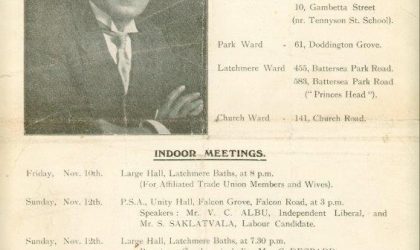 10, Gambetta Street
(nr. Tennyson St. School).
Park Ward - 61, Doddington Grove.
Latchmere Ward 455, Battersea Park Road
583, Battersea Park Road
("Princes Head").
Church Ward - 141, Church Road.
INDOOR MEETINGS.
Friday, Nov. 10th. Large Hall, Latchmere Baths, at 8 p.m.
(For Affiliated Trade Union Members and Wives).
Sunday, Nov. 12th. P.S.A., Unity Hall, Falcon Grove, Falcon Road, at 3 p.m.
Speakers: Mr. V. C. ALBU, Independent Liberal, and
Mr. S. SAKLATVALA, Labour Candidate.
Sunday, Nov. 12th. Large Hall, Latchmere Baths, at 7.30 p.m.